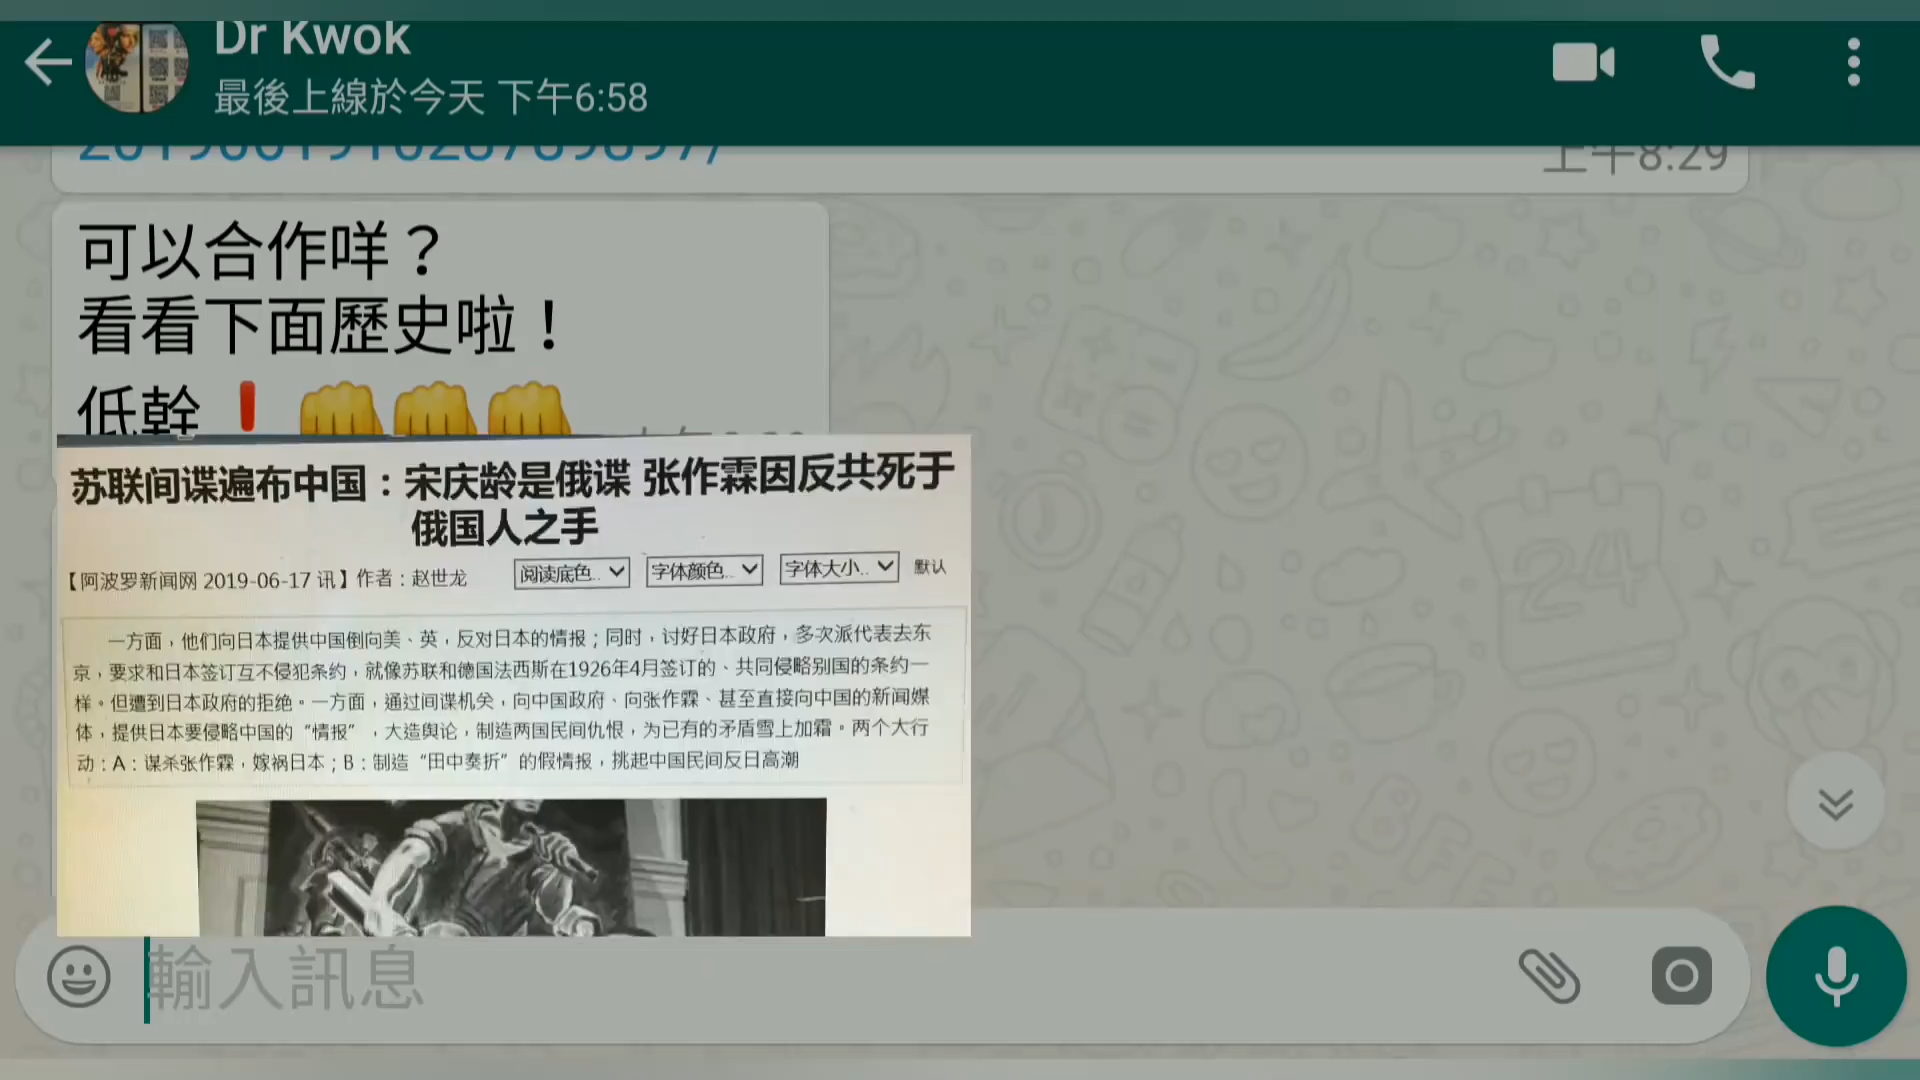 Dr Kwok
最後上線於今天 下午6:58
上午8:29
可以合作咩？
看看下面歷史啦！
低幹❗👊👊👊
苏联间谍遍布中国：宋庆龄是俄谍 张作霖因反共死于
俄国人之手
【阿波罗新闻网 2019-06-17 讯】作者：赵世龙 阅读底色.. 字体颜色.. 字体大小.. 默认
一方面，他们向日本提供中国倒向美、英，反对日本的情报；同时，讨好日本政府，多次派代表去东
京，要求和日本签订互不侵犯条约，就像苏联和德国法西斯在1926年4月签订的、共同侵略别国的条约一
样。但遭到日本政府的拒绝。一方面，通过间谍机关，向中国政府、向张作霖、甚至直接向中国的新闻媒
体，提供日本要侵略中国的“情报”，大造舆论，制造两国民间仇恨，为已有的矛盾雪上加霜。两个大行
动：A：谋杀张作霖，嫁祸日本；B：制造“田中奏折”的假情报，挑起中国民间反日高潮
輸入訊息